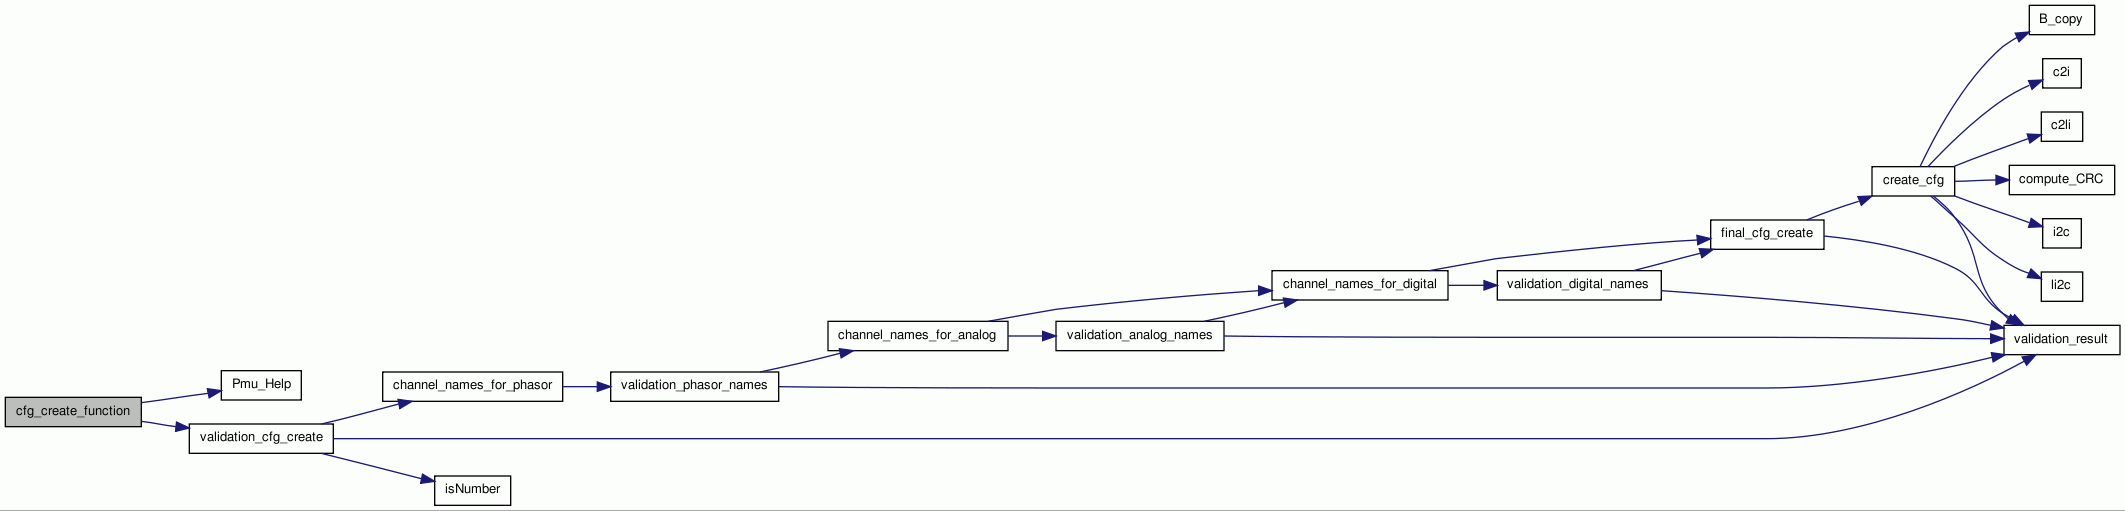 cfg_create_function
Pmu_Help
validation_cfg_create
channel_names_for_phasor
isNumber
validation_phasor_names
channel_names_for_analog
validation_analog_names
channel_names_for_digital
validation_digital_names
final_cfg_create
create_cfg
B_copy
c2i
c2li
compute_CRC
i2c
li2c
validation_result